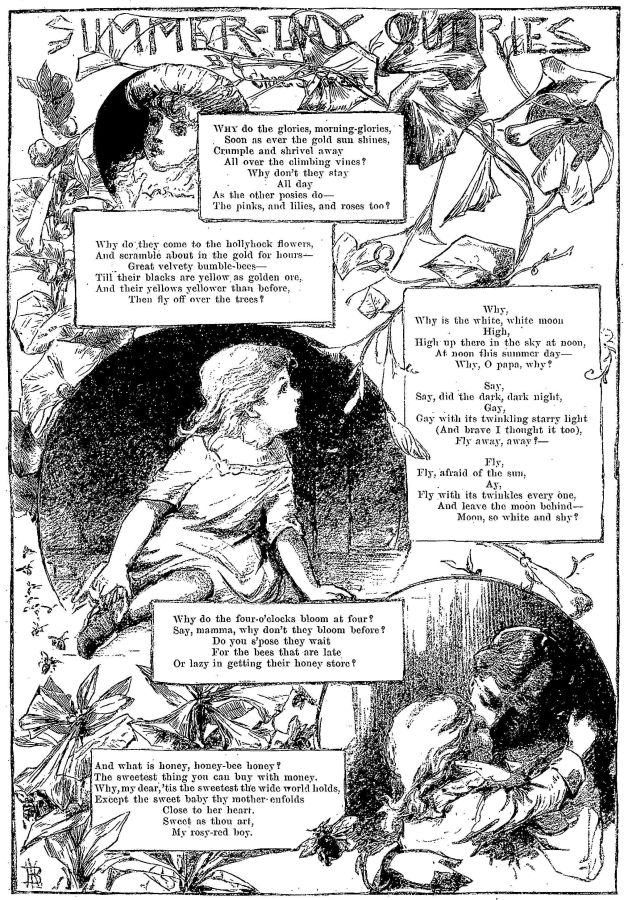 SUMMER-DAY QUERIES
WHY do the glories, morning-glories,
Soon as ever the gold sun shines,
Crumple and shrivel away
All over the climbing vines?
Why don't they stay
All day
As the other posies do—
The pinks, and lilies, and roses too?
Why do they come to the hollyhock flowers,
And scramble about in the gold for hours—
Great velvety bumble-bees—
Till their blacks are yellow as golden ore,
And their yellows yellower than before,
Then fly off over the trees?
Why,
Why is the white, white moon
High,
High up there in the sky at noon,
At noon this summer day—
Why, O papa, why?
Say,
Say, did the dark, dark night,
Gay,
Gay with its twinkling starry light
(And brave I thought it too),
Fly away, away?—
Fly,
Fly, afraid of the sun,
Ay,
Fly with its twinkles every one,
And leave the moon behind—
Moon, so white and shy?
Why do the four-o'clocks bloom at four?
Say, mamma, why don't they bloom before?
Do you s'pose they wait
For the bees that are late
Or lazy in getting their honey store?
And what is honey, honey-bee honey?
The sweetest thing you can buy with money.
Why, my dear, 'tis the sweetest the wide world holds,
Except the sweet baby thy mother enfolds
Close to her heart.
Sweet as thou art,
My rosy-red boy.